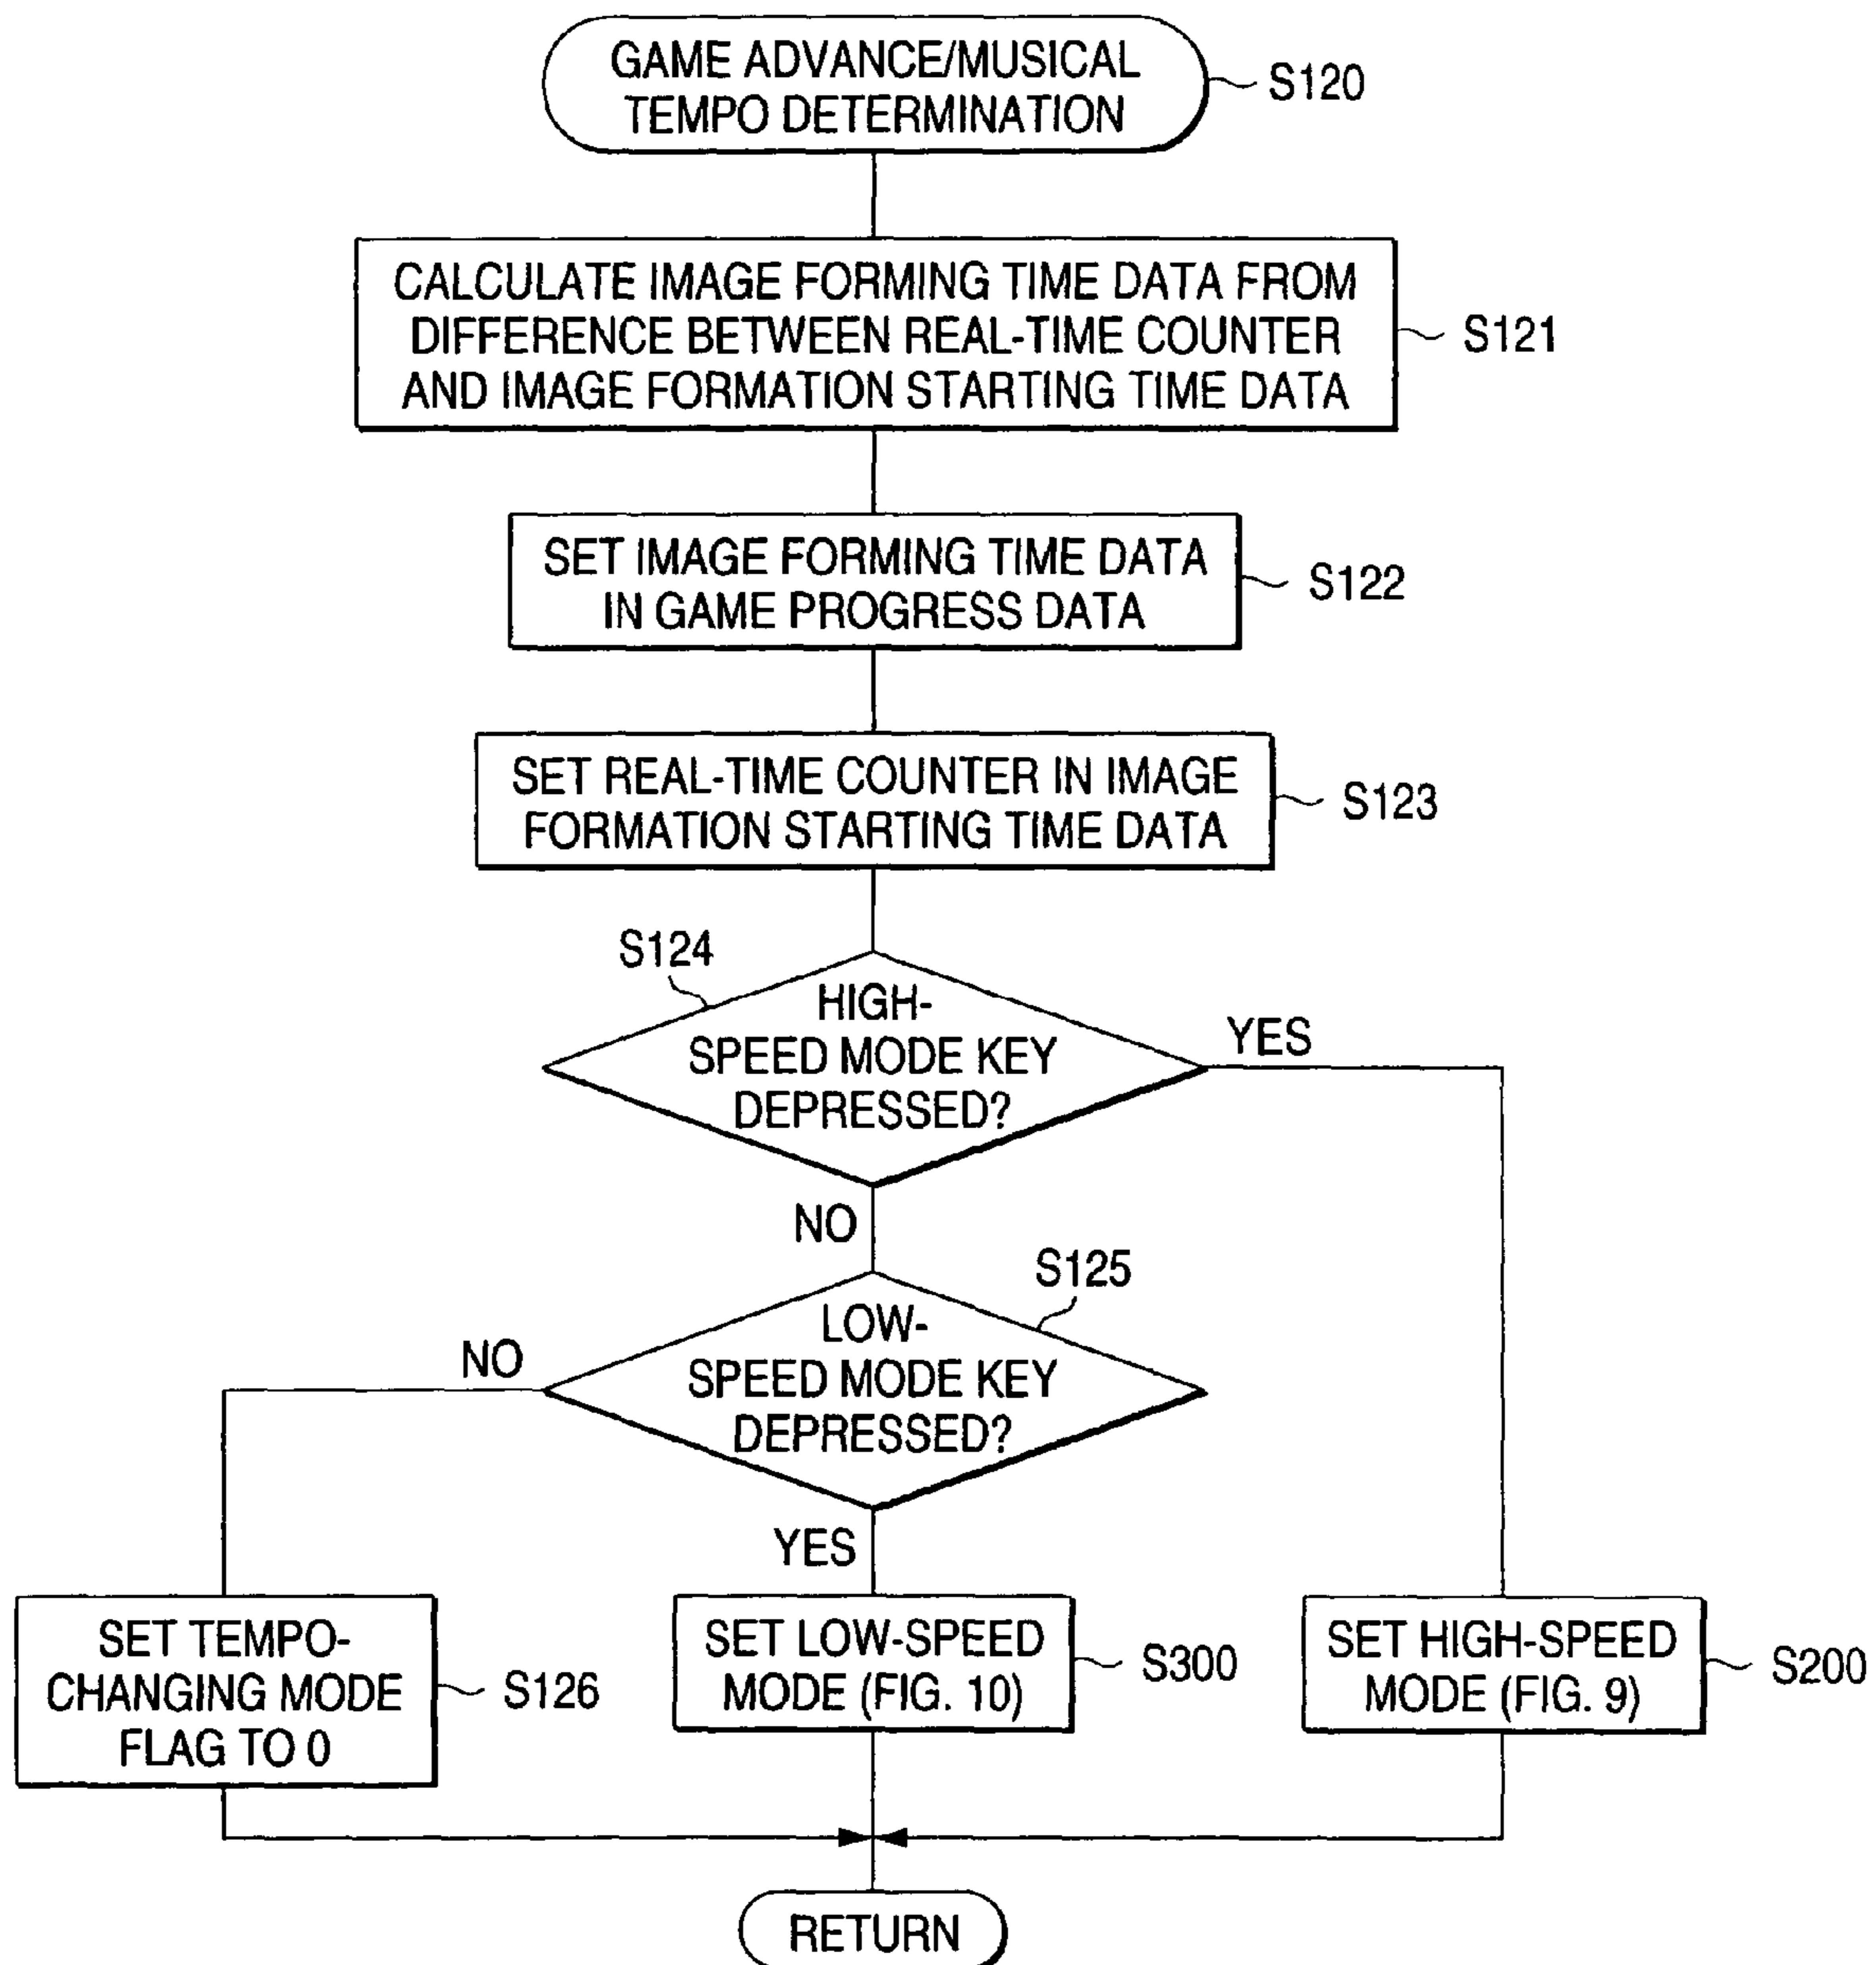 GAME ADVANCE/MUSICAL
TEMPO DETERMINATION
S120
CALCULATE IMAGE FORMING TIME DATA FROM
DIFFERENCE BETWEEN REAL-TIME COUNTER
AND IMAGE FORMATION STARTING TIME DATA
S121
SET IMAGE FORMING TIME DATA
IN GAME PROGRESS DATA
S122
SET REAL-TIME COUNTER IN IMAGE
FORMATION STARTING TIME DATA
S123
S124
HIGH-
SPEED MODE KEY
DEPRESSED?
YES
NO
S125
LOW-
SPEED MODE KEY
DEPRESSED?
NO
YES
SET TEMPO-
CHANGING MODE
FLAG TO 0
S126
SET LOW-SPEED
MODE (FIG. 10)
S300
SET HIGH-SPEED
MODE (FIG. 9)
S200
RETURN